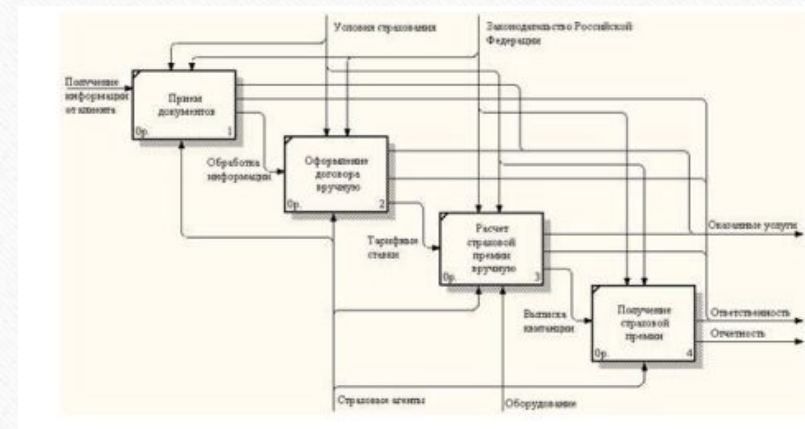 Условия страхования
Законодательство Российской
Федерации
Получение
информации
от клиента
Прием
документов
0р. 1
Обработка
информации
Оформление
договора
вручную
0р. 2
Тарифные
ставки
Расчет
страховой
премии
вручную
0р. 3
Оказанные услуги
Выписка
квитанции
Получение
страховой
премии
0р. 4
Ответственность
Отчетность
Страховые агенты
Оборудование